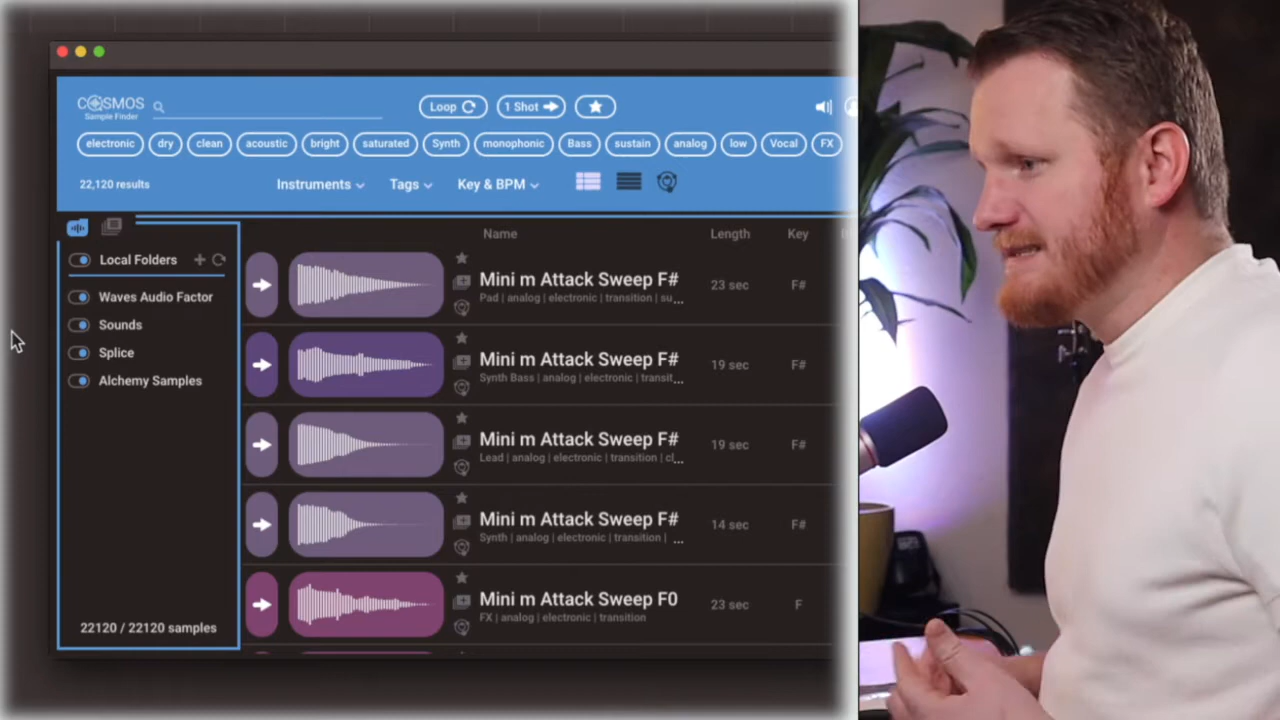 COSMOS
Sample Finder
Loop
1 Shot
electronic
dry
clean
acoustic
bright
saturated
Synth
monophonic
Bass
sustain
analog
low
Vocal
FX
22,120 results
Instruments
Tags
Key & BPM
Name
Length
Key
Local Folders
Waves Audio Factor
Sounds
Splice
Alchemy Samples
22120 / 22120 samples
Mini m Attack Sweep F#
Pad | analog | electronic | transition | su...
23 sec
F#
Mini m Attack Sweep F#
Synth Bass | analog | electronic | transit...
19 sec
F#
Mini m Attack Sweep F#
Lead | analog | electronic | transition | cl...
19 sec
F#
Mini m Attack Sweep F#
Synth | analog | electronic | transition | ...
14 sec
F#
Mini m Attack Sweep F0
FX | analog | electronic | transition
23 sec
F